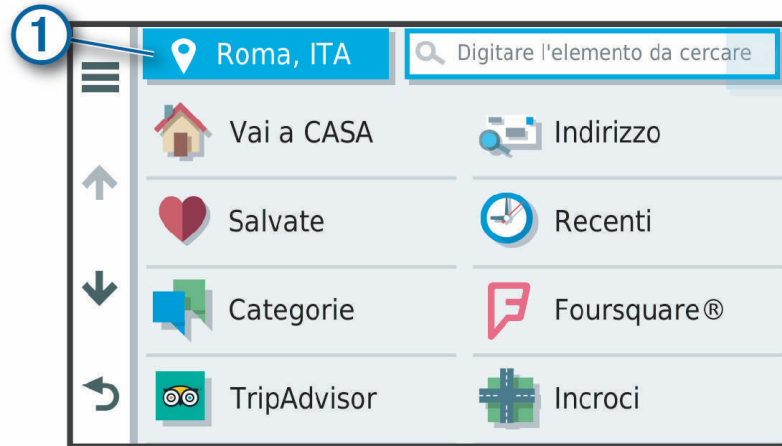 1
Roma, ITA
Digitare l'elemento da cercare
Vai a CASA
Indirizzo
Salvate
Recenti
Categorie
Foursquare®
TripAdvisor
Incroci